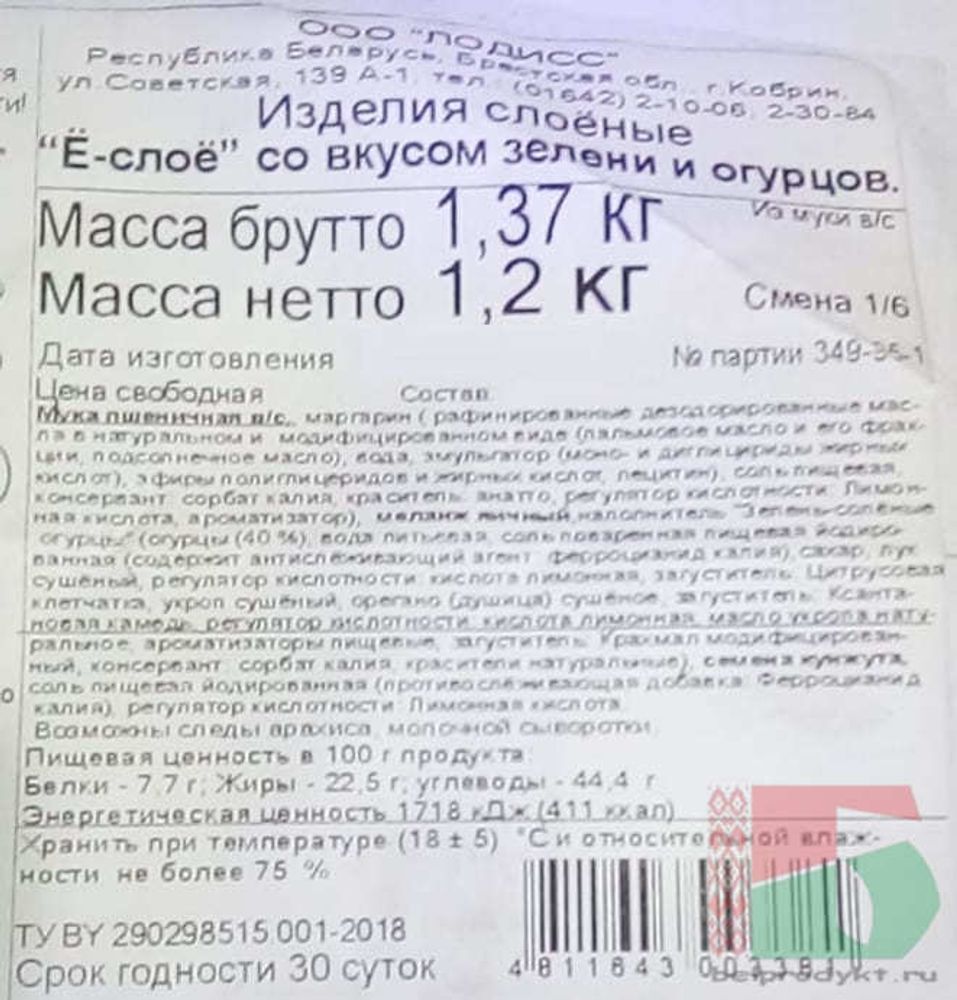 ООО "ЛОДИСС"
Республика Беларусь, Брестская обл., г.Кобрин,
ул.Советская, 139 А-1, тел.: (01642) 2-10-06, 2-30-84
Изделия слоёные
“Ё-слоё” со вкусом зелени и огурцов.
Масса брутто 1,37 кг
Из муки в/с
Масса нетто 1,2 кг
Смена 1/6
Дата изготовления
№ партии 349-35-1
Цена свободная
Состав:
Мука пшеничная в/с, маргарин ( рафинированные дезодорированные мас-
ла в натуральном и модифицированном виде (пальмовое масло и его фрак-
ции, подсолнечное масло), вода, эмульгатор (моно- и диглицериды жирных
кислот), эфиры полиглицеридов и жирных кислот, лецитин), соль пищевая,
консервант: сорбат калия, краситель: аннатто, регулятор кислотности: Лимон-
ная кислота, ароматизатор), меланж яичный, наполнитель "Зелень-соленые
огурцы" (огурцы (40 %), вода питьевая, соль поваренная пищевая йодиро-
ванная (содержит антислёживающий агент ферроцианид калия), сахар, лук
сушёный, регулятор кислотности: кислота лимонная, загуститель: Цитрусовая
клетчатка, укроп сушёный, орегано (душица) сушёное, загуститель: Ксанта-
новая камедь, регулятор кислотности: кислота лимонная, масло укропа нату-
ральное, ароматизаторы пищевые, загуститель: Крахмал модифицирован-
ный, консервант: сорбат калия, красители натуральные), семена кунжута,
соль пищевая йодированная (противослёживающая добавка: Ферроцианид
калия), регулятор кислотности: Лимонная кислота.
Возможны следы арахиса, молочной сыворотки.
Пищевая ценность в 100 г продукта:
Белки - 7,7 г; Жиры - 22,5 г; углеводы - 44,4 г
Энергетическая ценность 1718 кДж (411 ккал)
Хранить при температуре (18 ± 5) °С и относительной влаж-
ности не более 75 %
ТУ BY 290298515.001-2018
Срок годности 30 суток
4 811643 003381
belprodykt.ru